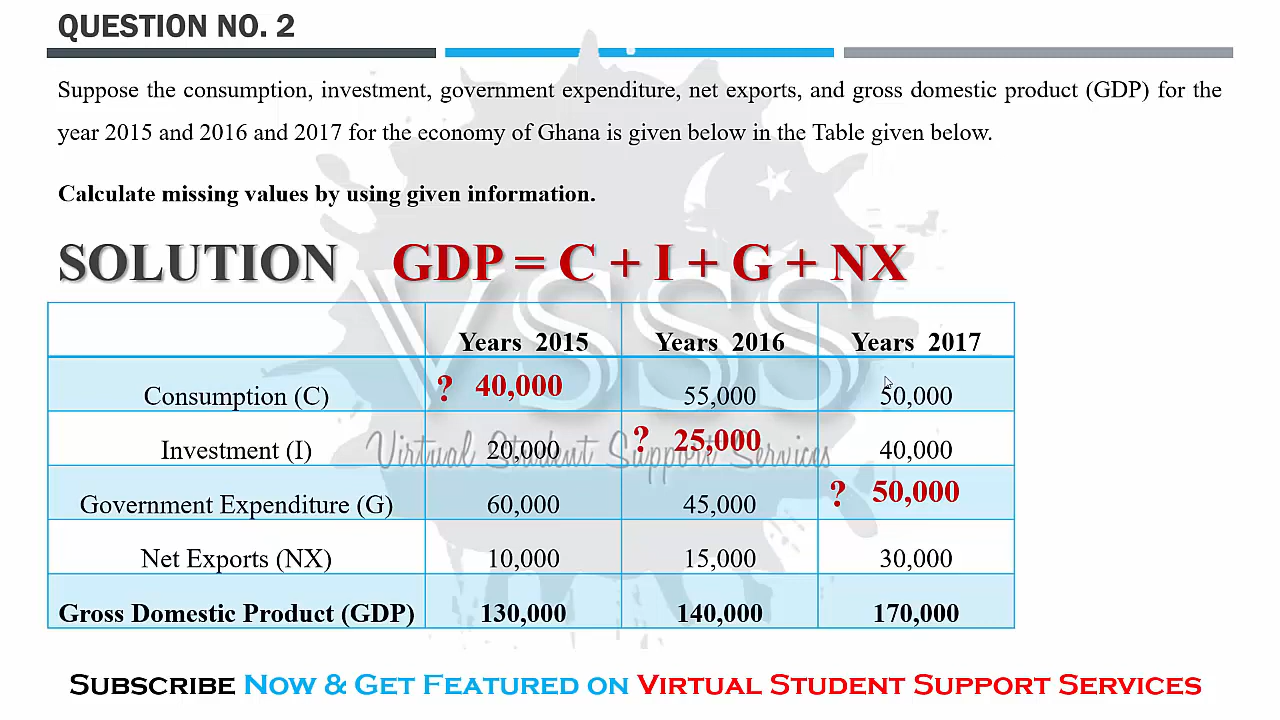 QUESTION NO. 2
Suppose the consumption, investment, government expenditure, net exports, and gross domestic product (GDP) for the
year 2015 and 2016 and 2017 for the economy of Ghana is given below in the Table given below.
Calculate missing values by using given information.
SOLUTION GDP = C + I + G + NX
Years 2015 Years 2016 Years 2017
Consumption (C) ? 40,000 55,000 50,000
Investment (I) 20,000 ? 25,000 40,000
Government Expenditure (G) 60,000 45,000 ? 50,000
Net Exports (NX) 10,000 15,000 30,000
Gross Domestic Product (GDP) 130,000 140,000 170,000
VSSS
Virtual Student Support Services
SUBSCRIBE NOW & GET FEATURED ON VIRTUAL STUDENT SUPPORT SERVICES